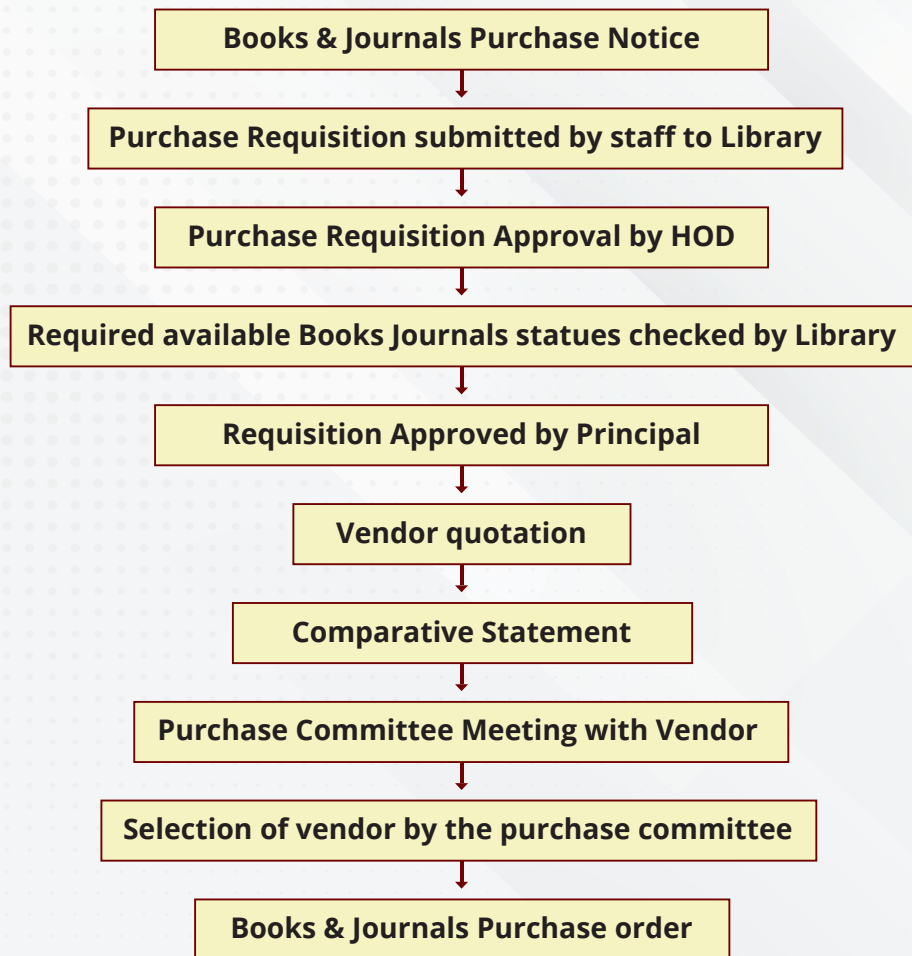 Books & Journals Purchase Notice
Purchase Requisition submitted by staff to Library
Purchase Requisition Approval by HOD
Required available Books Journals statues checked by Library
Requisition Approved by Principal
Vendor quotation
Comparative Statement
Purchase Committee Meeting with Vendor
Selection of vendor by the purchase committee
Books & Journals Purchase order